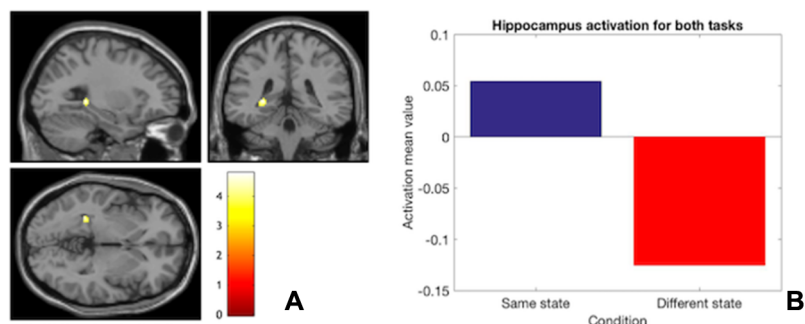 4
3
2
1
0
A
Hippocampus activation for both tasks
Activation mean value
0.1
0.05
0
-0.05
-0.1
-0.15
Same state
Different state
Condition
B